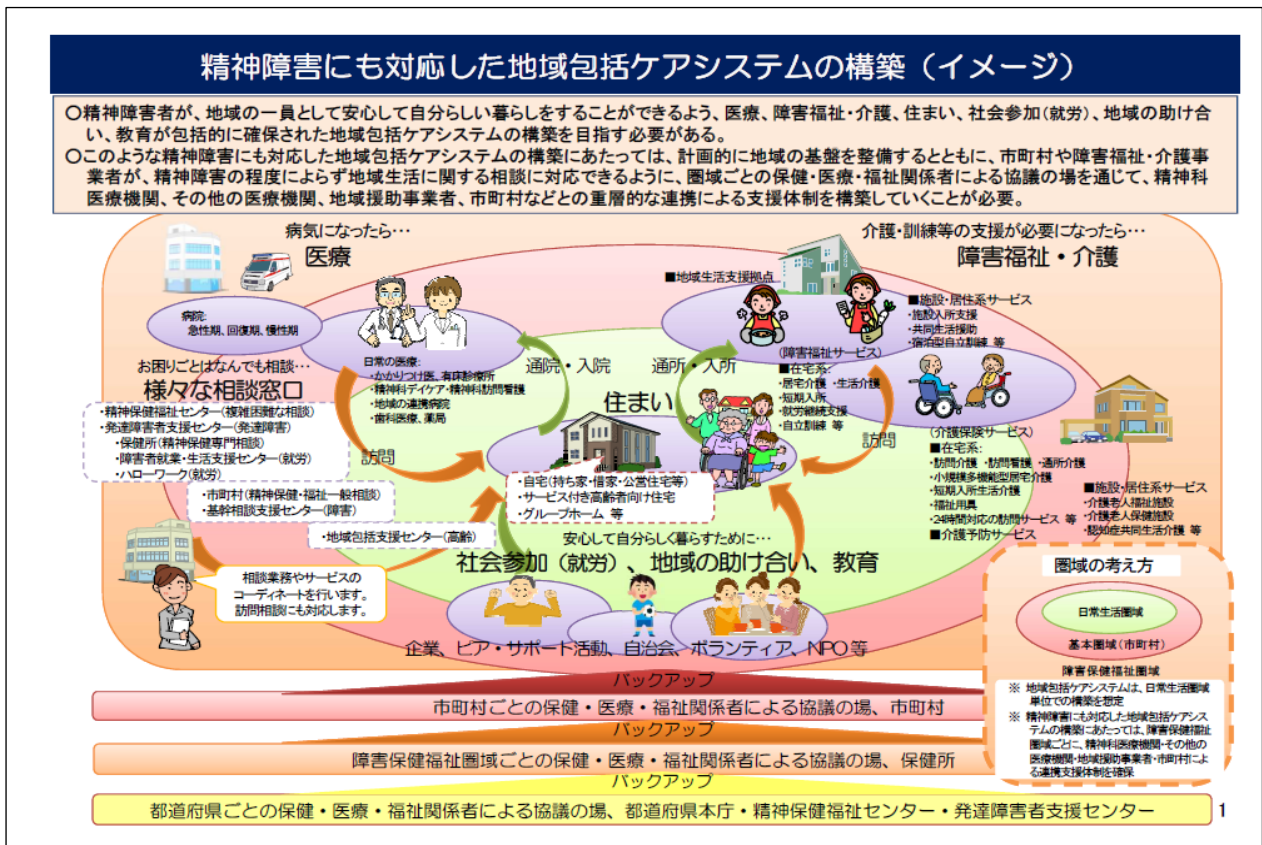 精神障害にも対応した地域包括ケアシステムの構築（イメージ）
○精神障害者が、地域の一員として安心して自分らしい暮らしをすることができるよう、医療、障害福祉・介護、住まい、社会参加(就労)、地域の助け合
い、教育が包括的に確保された地域包括ケアシステムの構築を目指す必要がある。
○このような精神障害にも対応した地域包括ケアシステムの構築にあたっては、計画的に地域の基盤を整備するとともに、市町村や障害福祉・介護事
業者が、精神障害の程度によらず地域生活に関する相談に対応できるように、圏域ごとの保健・医療・福祉関係者による協議の場を通じて、精神科
医療機関、その他の医療機関、地域援助事業者、市町村などとの重層的な連携による支援体制を構築していくことが必要。
病気になったら…
医療
病院:
急性期、回復期、慢性期
日常の医療:
・かかりつけ医、有床診療所
・精神科デイケア・精神科訪問看護
・地域の連携病院
・歯科医療、薬局
介護・訓練等の支援が必要になったら…
障害福祉・介護
■地域生活支援拠点
■施設・居住系サービス
・施設入所支援
・共同生活援助
・宿泊型自立訓練 等
(障害福祉サービス)
■在宅系:
・居宅介護 ・生活介護
・短期入所
・就労継続支援
・自立訓練 等
(介護保険サービス)
■在宅系:
・訪問介護 ・訪問看護 ・通所介護
・小規模多機能型居宅介護
・短期入所生活介護
・福祉用具
・24時間対応の訪問サービス 等
■介護予防サービス
■施設・居住系サービス
・介護老人福祉施設
・介護老人保健施設
・認知症共同生活介護 等
お困りごとはなんでも相談…
様々な相談窓口
・精神保健福祉センター(複雑困難な相談)
・発達障害者支援センター(発達障害)
・保健所(精神保健専門相談)
・障害者就業・生活支援センター(就労)
・ハローワーク(就労)
・市町村(精神保健・福祉一般相談)
・基幹相談支援センター(障害)
・地域包括支援センター(高齢)
相談業務やサービスの
コーディネートを行います。
訪問相談にも対応します。
通院・入院
通所・入所
訪問
訪問
住まい
・自宅(持ち家・借家・公営住宅等)
・サービス付き高齢者向け住宅
・グループホーム 等
安心して自分らしく暮らすために…
社会参加（就労）、地域の助け合い、教育
企業、ピア・サポート活動、自治会、ボランティア、NPO等
圏域の考え方
日常生活圏域
基本圏域(市町村)
障害保健福祉圏域
※ 地域包括ケアシステムは、日常生活圏域
単位での構築を想定
※ 精神障害にも対応した地域包括ケアシス
テムの構築にあたっては、障害保健福祉
圏域ごとに、精神科医療機関・その他の
医療機関・地域援助事業者・市町村によ
る連携支援体制を確保
バックアップ
市町村ごとの保健・医療・福祉関係者による協議の場、市町村
バックアップ
障害保健福祉圏域ごとの保健・医療・福祉関係者による協議の場、保健所
バックアップ
都道府県ごとの保健・医療・福祉関係者による協議の場、都道府県本庁・精神保健福祉センター・発達障害者支援センター
1